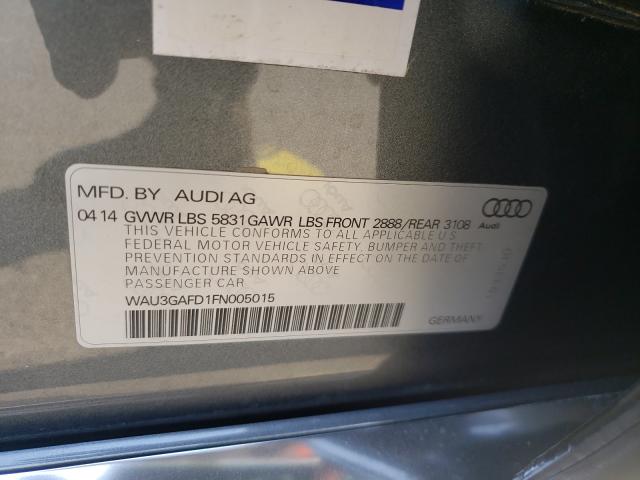 MFD. BY AUDI AG
04 14 GVWR LBS 5831 GAWR LBS FRONT 2888/REAR 3108
THIS VEHICLE CONFORMS TO ALL APPLICABLE U.S
FEDERAL MOTOR VEHICLE SAFETY, BUMPER AND THEFT
PREVENTION STANDARDS IN EFFECT ON THE DATE OF
MANUFACTURE SHOWN ABOVE
PASSENGER CAR
WAU3GAFD1FN005015
Audi
GERMANY